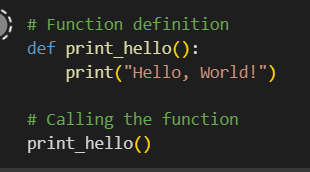 # Function definition
def print_hello():
    print("Hello, World!")

# Calling the function
print_hello()